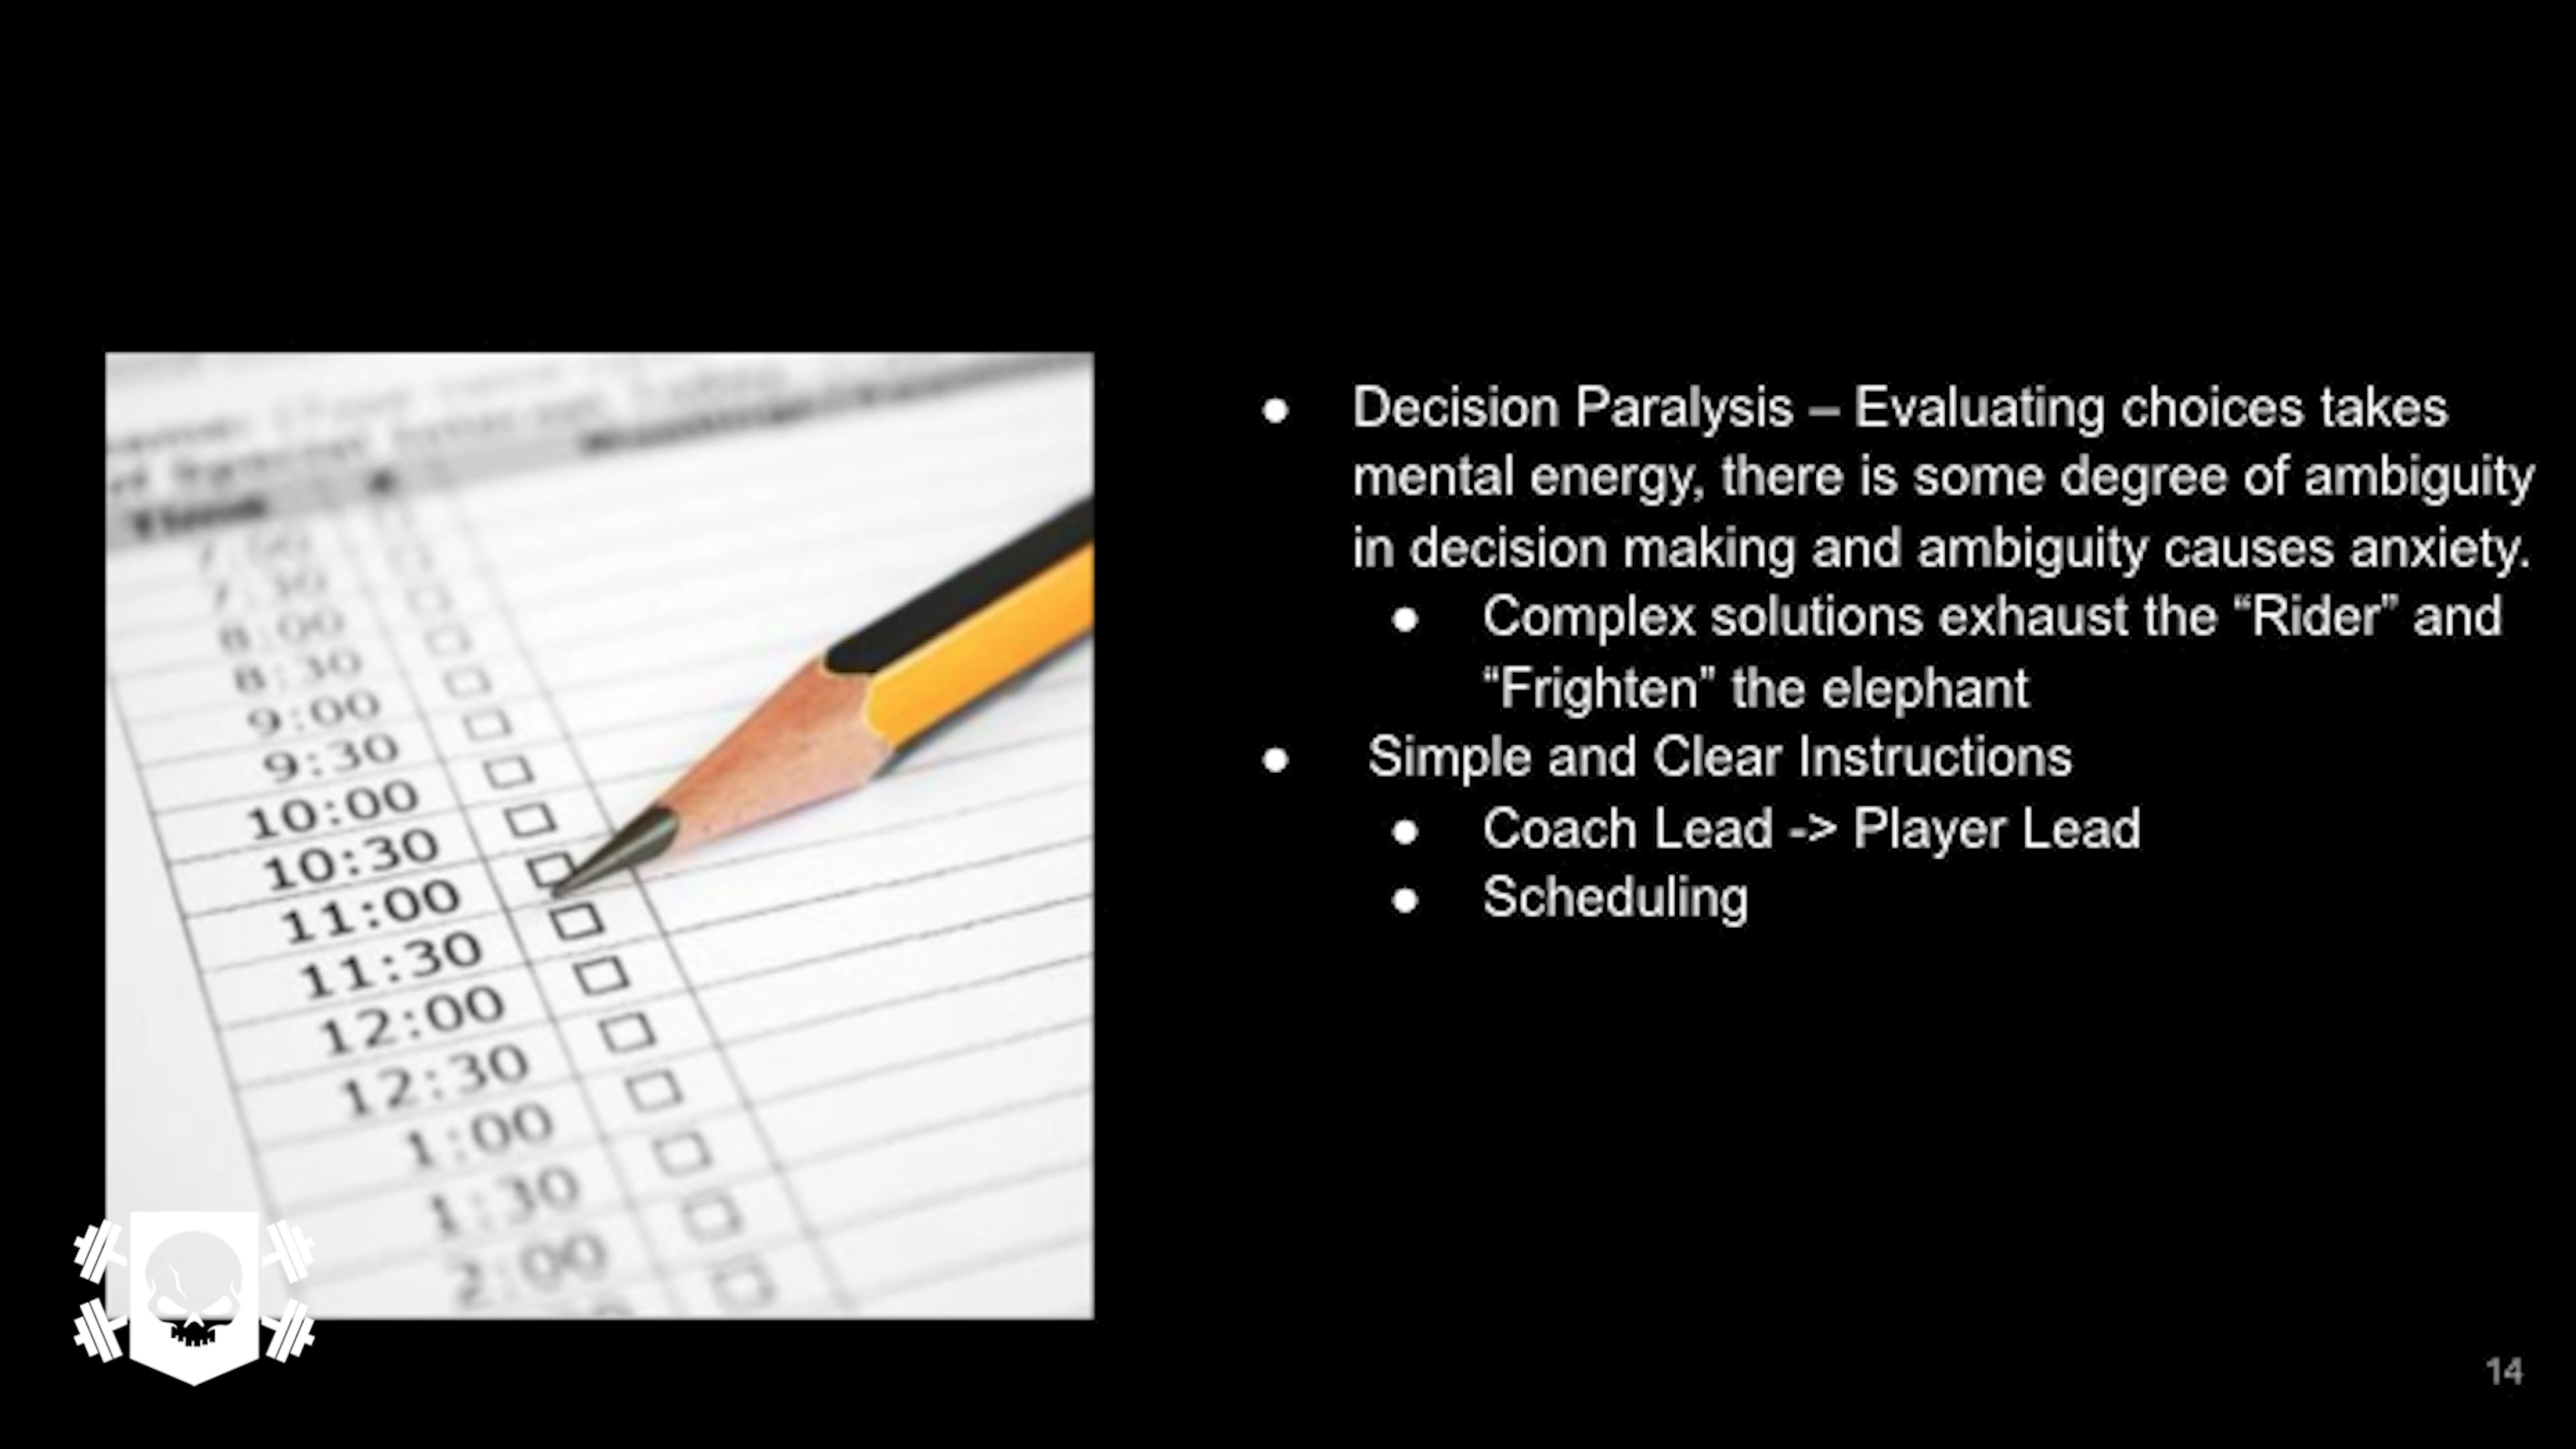 Time
7:00
7:30
8:00
8:30
9:00
9:30
10:00
10:30
11:00
11:30
12:00
12:30
1:00
1:30
2:00
● Decision Paralysis – Evaluating choices takes
mental energy, there is some degree of ambiguity
in decision making and ambiguity causes anxiety.
● Complex solutions exhaust the “Rider” and
“Frighten” the elephant
● Simple and Clear Instructions
● Coach Lead -> Player Lead
● Scheduling
14